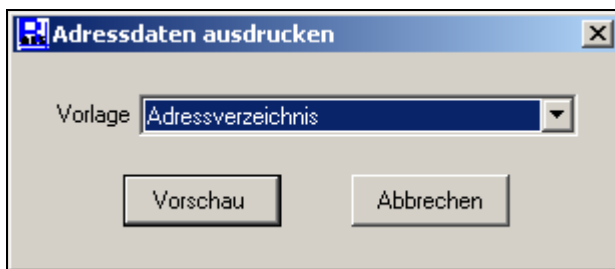 Adressdaten ausdrucken
Vorlage Adressverzeichnis
Vorschau Abbrechen